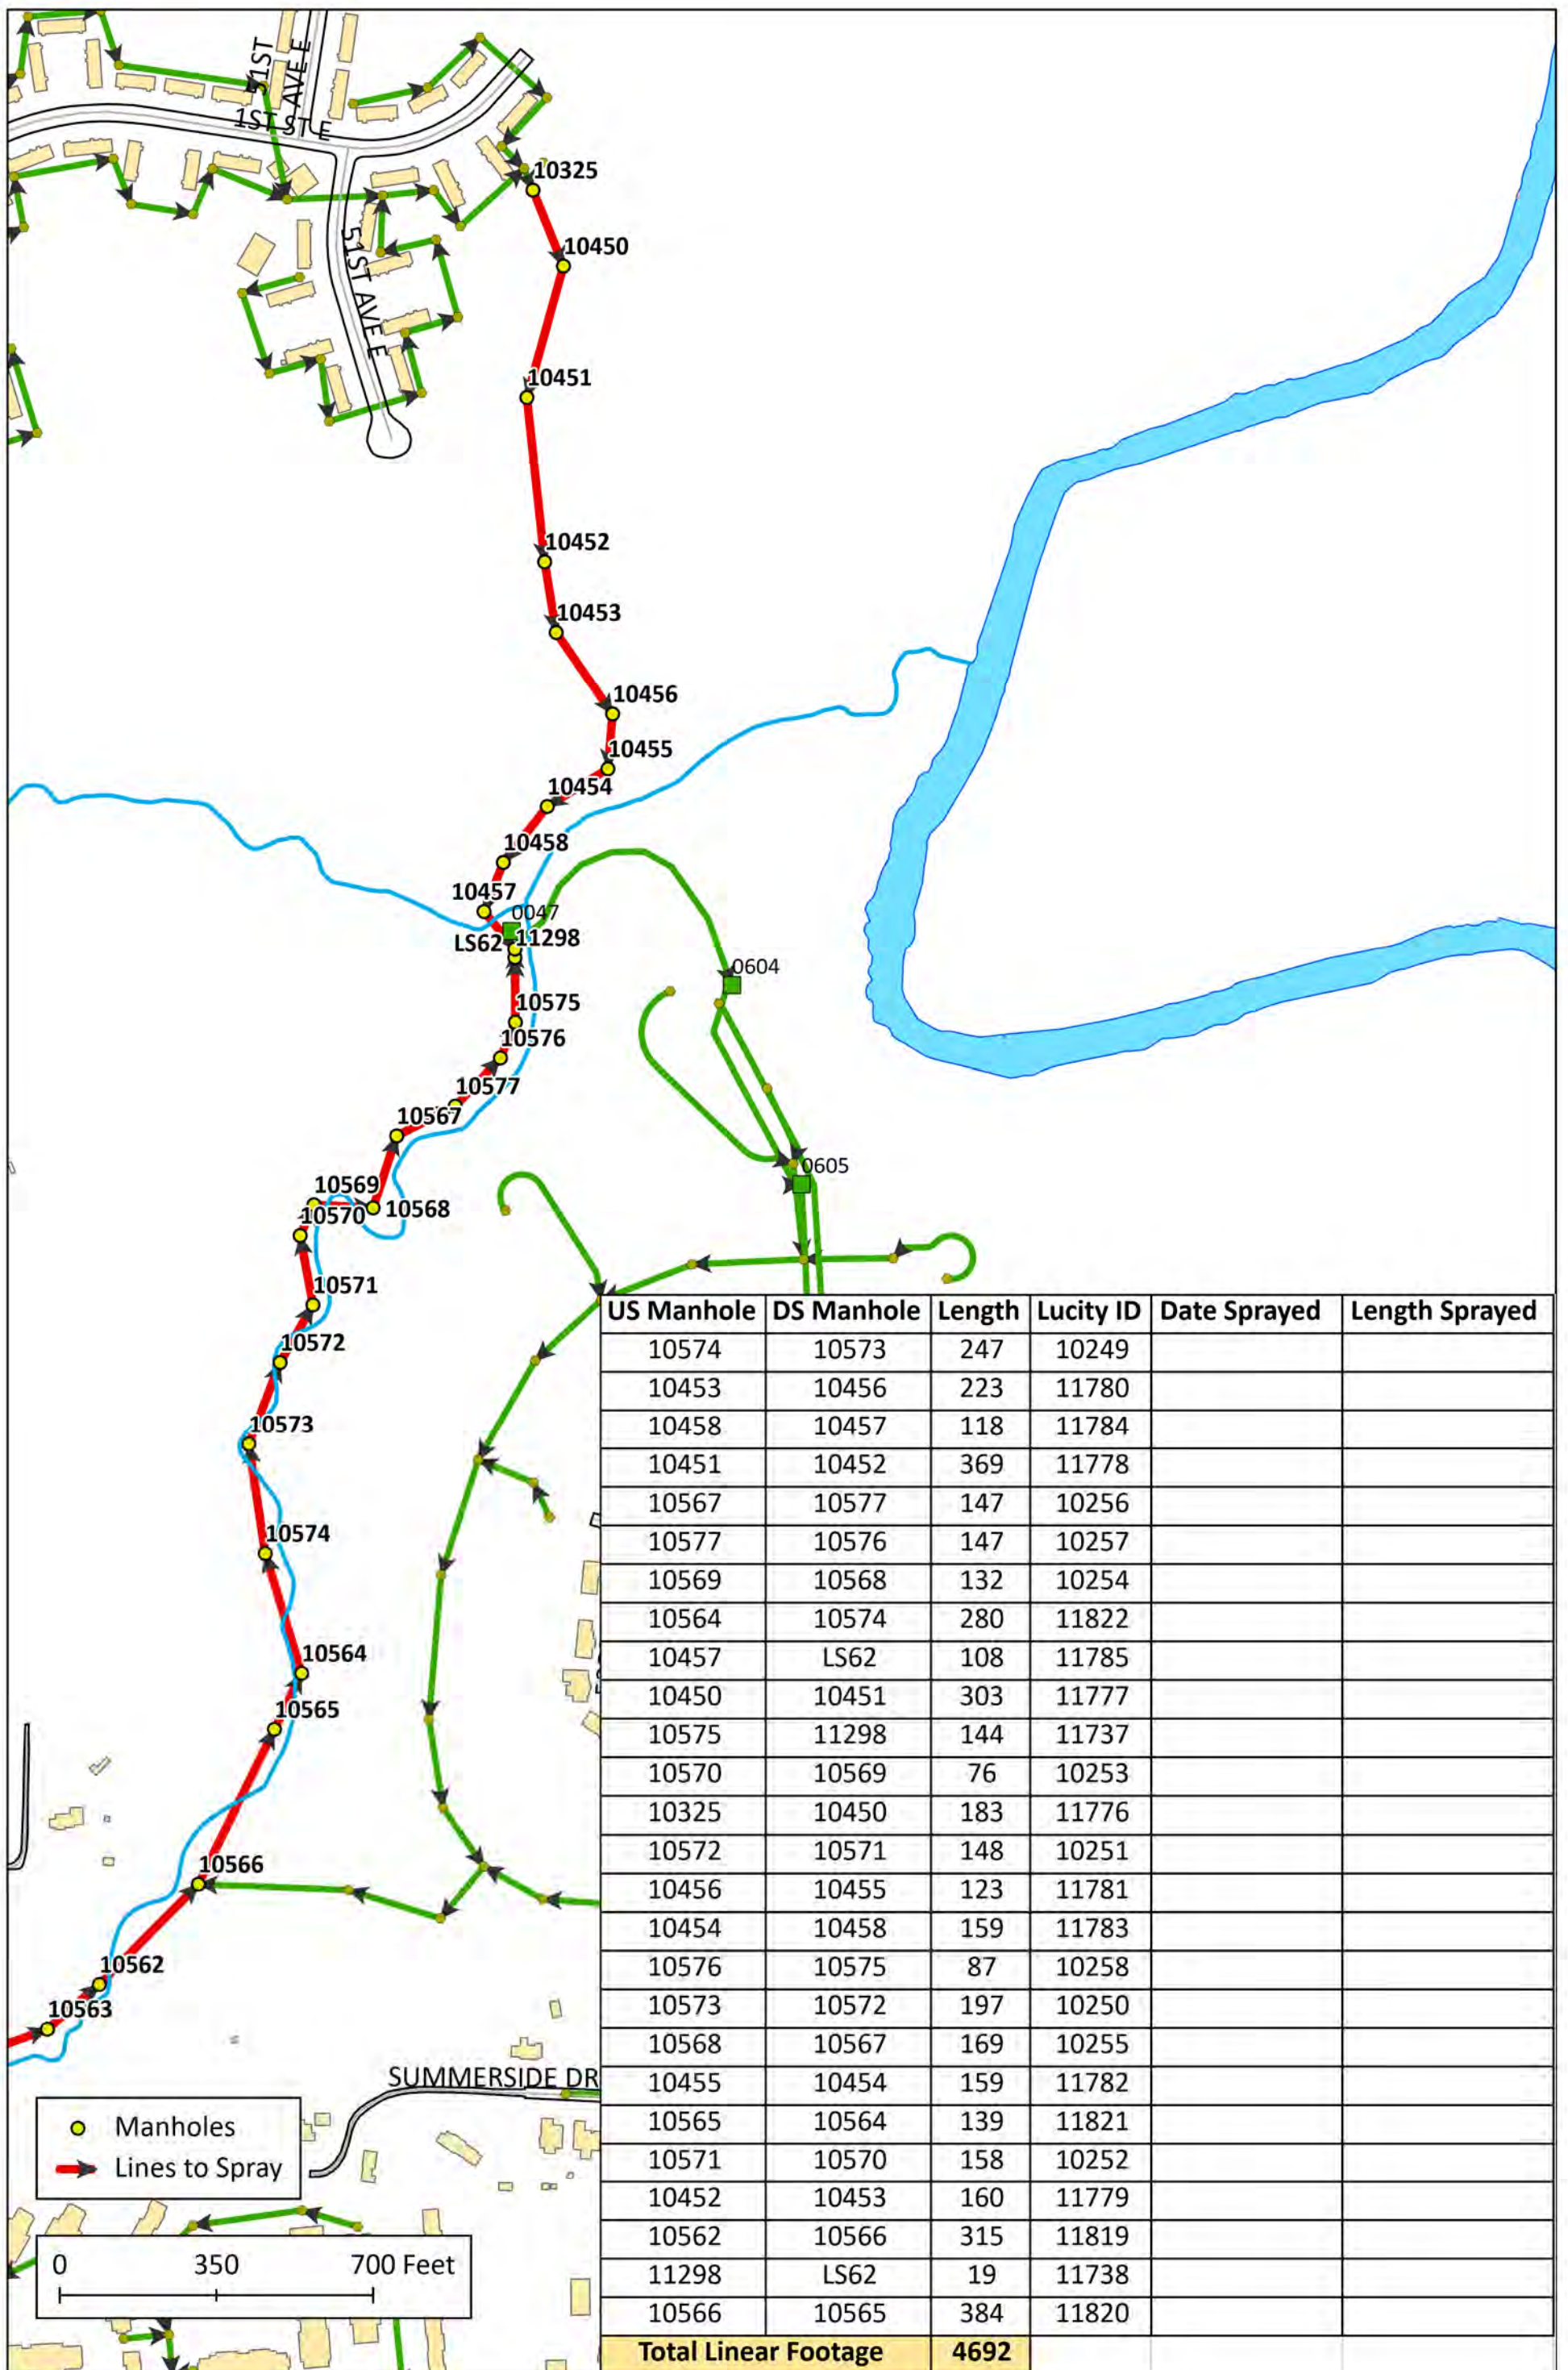 51ST
AVE E
1ST ST E
10325
10450
51ST AVE E
10451
10452
10453
10456
10455
10454
10458
10457
0047
LS62
11298
0604
10575
10576
10577
10567
0605
10569
10568
10570
10571
10572
10573
10574
10564
10565
10566
10562
10563
SUMMERSIDE DR
Manholes
Lines to Spray
0 350 700 Feet
US Manhole DS Manhole Length Lucity ID Date Sprayed Length Sprayed
10574 10573 247 10249
10453 10456 223 11780
10458 10457 118 11784
10451 10452 369 11778
10567 10577 147 10256
10577 10576 147 10257
10569 10568 132 10254
10564 10574 280 11822
10457 LS62 108 11785
10450 10451 303 11777
10575 11298 144 11737
10570 10569 76 10253
10325 10450 183 11776
10572 10571 148 10251
10456 10455 123 11781
10454 10458 159 11783
10576 10575 87 10258
10573 10572 197 10250
10568 10567 169 10255
10455 10454 159 11782
10565 10564 139 11821
10571 10570 158 10252
10452 10453 160 11779
10562 10566 315 11819
11298 LS62 19 11738
10566 10565 384 11820
Total Linear Footage 4692